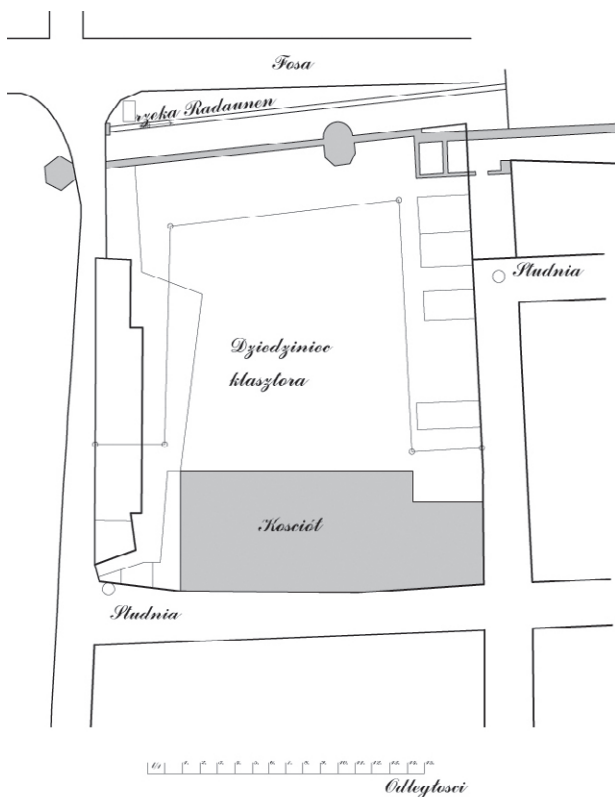 Fosa
rzeka Radaunen
Studnia
Dziedziniec
klasztora
Kosciół
Studnia
Odległosci